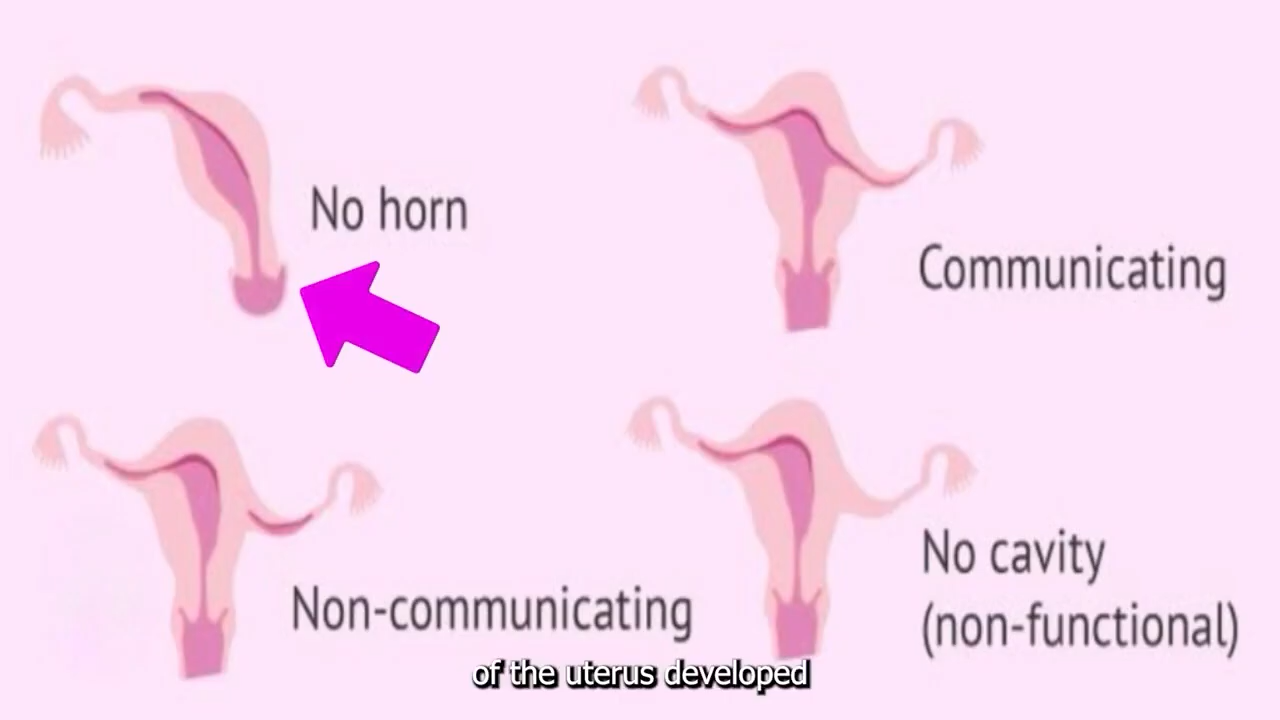 No horn
Communicating
Non-communicating
No cavity
(non-functional)
of the uterus developed